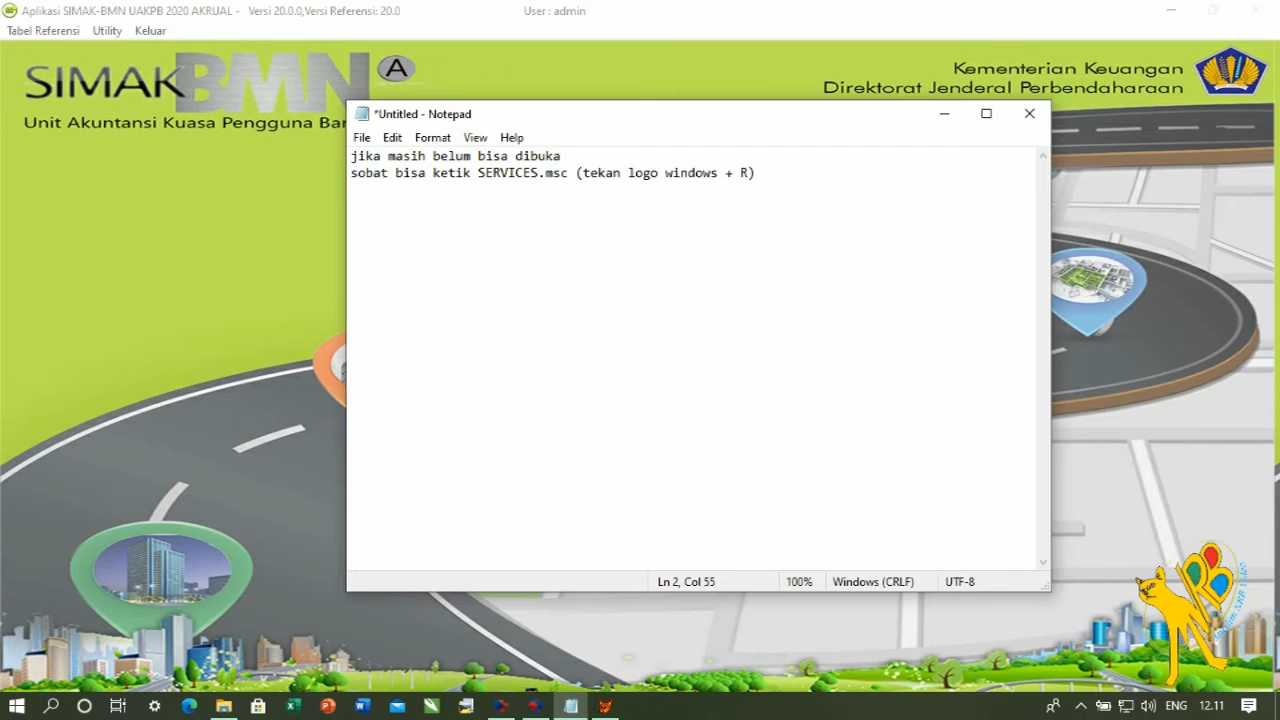 Aplikasi SIMAK-BMN UAKPB 2020 AKRUAL - Versi 20.0.0,Versi Referensi: 20.0 User : admin
Tabel Referensi Utility Keluar
SIMAK BMN A
Kementerian Keuangan
Direktorat Jenderal Perbendaharaan
Unit Akuntansi Kuasa Pengguna Bar
*Untitled - Notepad
File Edit Format View Help
jika masih belum bisa dibuka
sobat bisa ketik SERVICES.msc (tekan logo windows + R)
Ln 2, Col 55 100% Windows (CRLF) UTF-8
ENG 12.11